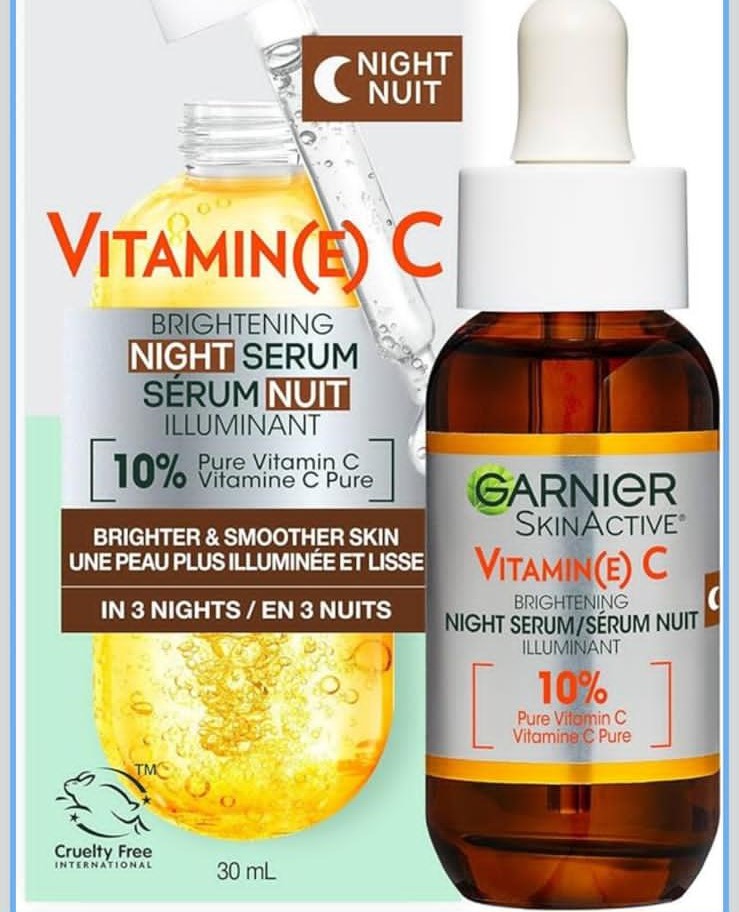 NIGHT
NUIT
VITAMIN(E) C
BRIGHTENING
NIGHT SERUM
SÉRUM NUIT
ILLUMINANT
10% Pure Vitamin C
Vitamine C Pure
BRIGHTER & SMOOTHER SKIN
UNE PEAU PLUS ILLUMINÉE ET LISSE
IN 3 NIGHTS / EN 3 NUITS
TM
Cruelty Free
INTERNATIONAL
30 mL
GARNIER
SKINACTIVE®
VITAMIN(E) C
BRIGHTENING
NIGHT SERUM/SÉRUM NUIT
ILLUMINANT
10%
Pure Vitamin C
Vitamine C Pure